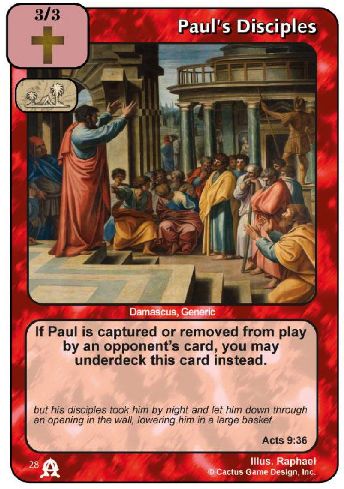 3/3
Paul's Disciples
Damascus, Generic
If Paul is captured or removed from play
by an opponent's card, you may
underdeck this card instead.
but his disciples took him by night and let him down through
an opening in the wall, lowering him in a large basket
Acts 9:36
28
Illus. Raphael
© Cactus Game Design, Inc.